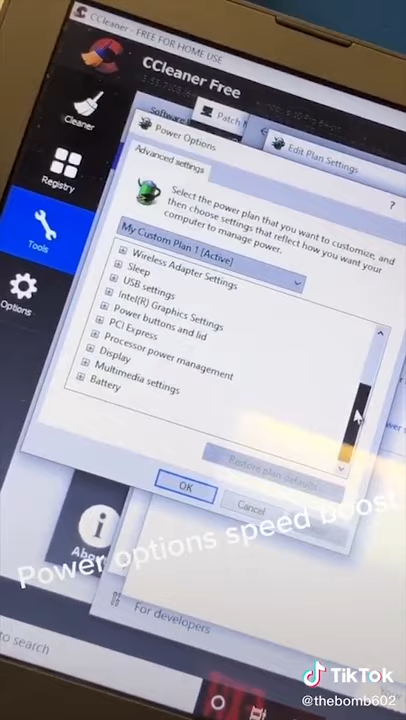 CCleaner - FREE FOR HOME USE
CCleaner Free
Cleaner
Registry
Tools
Options
Software
Patch
Power Options
Edit Plan Settings
Advanced settings
?
Select the power plan that you want to customize, and
then choose settings that reflect how you want your
computer to manage power.
My Custom Plan 1 [Active]
Wireless Adapter Settings
Sleep
USB settings
Intel(R) Graphics Settings
Power buttons and lid
PCI Express
Processor power management
Display
Multimedia settings
Battery
Restore plan defaults
OK
Cancel
Power options speed boost
For developers
to search
TikTok
@thebomb602